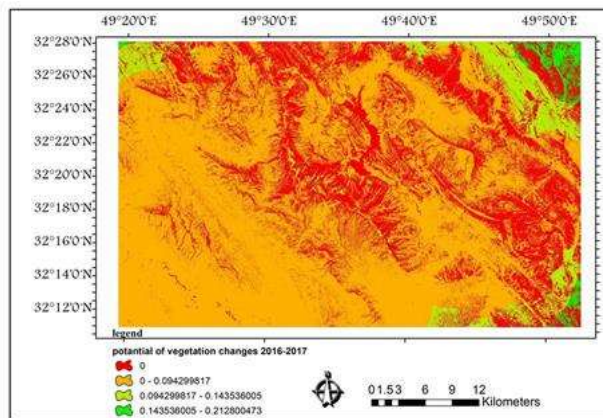 49°20'0"E 49°30'0"E 49°40'0"E 49°50'0"E
32°28'0"N
32°26'0"N
32°24'0"N
32°22'0"N
32°20'0"N
32°18'0"N
32°16'0"N
32°14'0"N
32°12'0"N
legend
potantial of vegetation changes 2016-2017
0
0 - 0.094299817
0.094299817 - 0.143536005
0.143536005 - 0.212800473
0 1.5 3 6 9 12
Kilometers